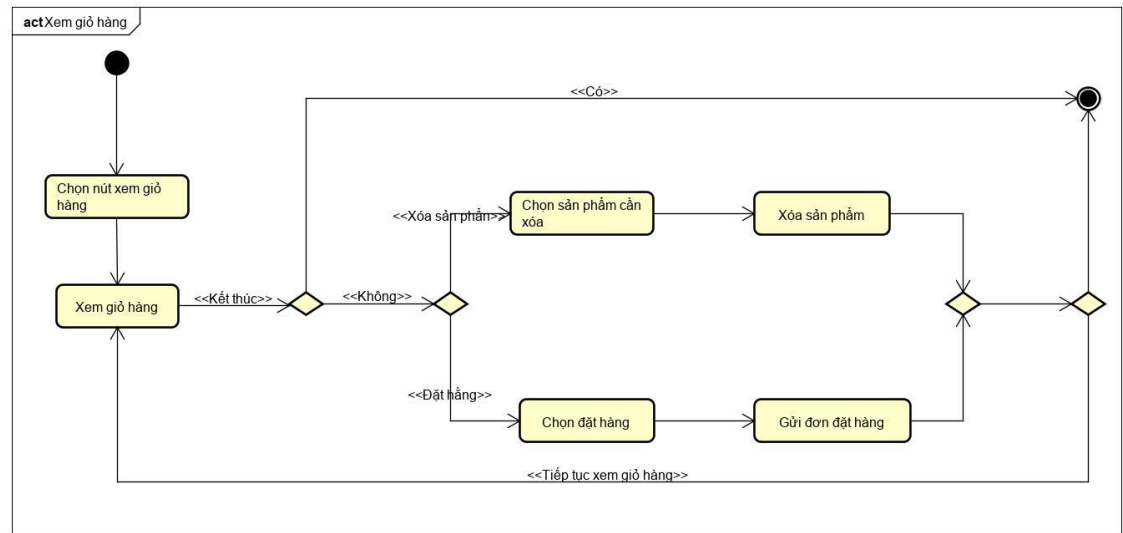 act Xem giỏ hàng
<<Có>>
Chọn nút xem giỏ
hàng
<<Xóa sản phẩn>>
Chọn sản phẩm cần
xóa
Xóa sản phẩm
Xem giỏ hàng
<<Kết thúc>>
<<Không>>
<<Đặt hằng>>
Chọn đặt hàng
Gửi đơn đặt hàng
<<Tiếp tục xem giỏ hàng>>